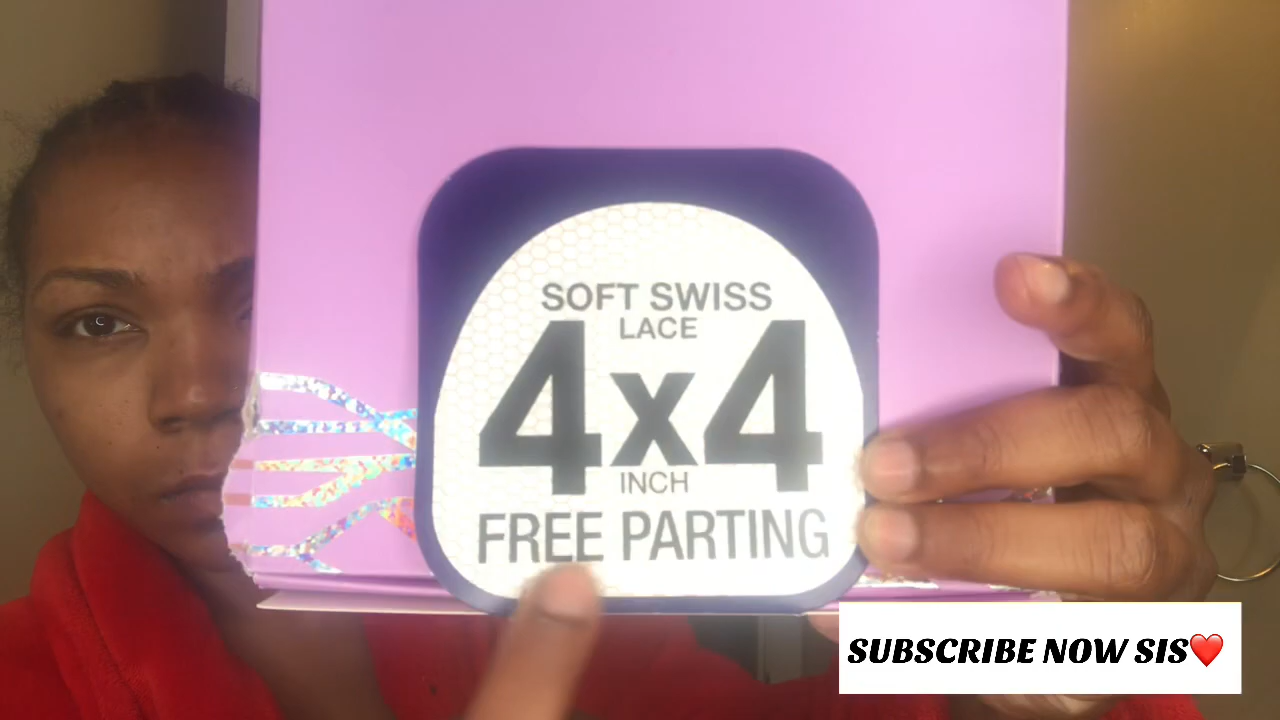 SOFT SWISS
LACE
4x4
INCH
FREE PARTING
SUBSCRIBE NOW SIS❤️